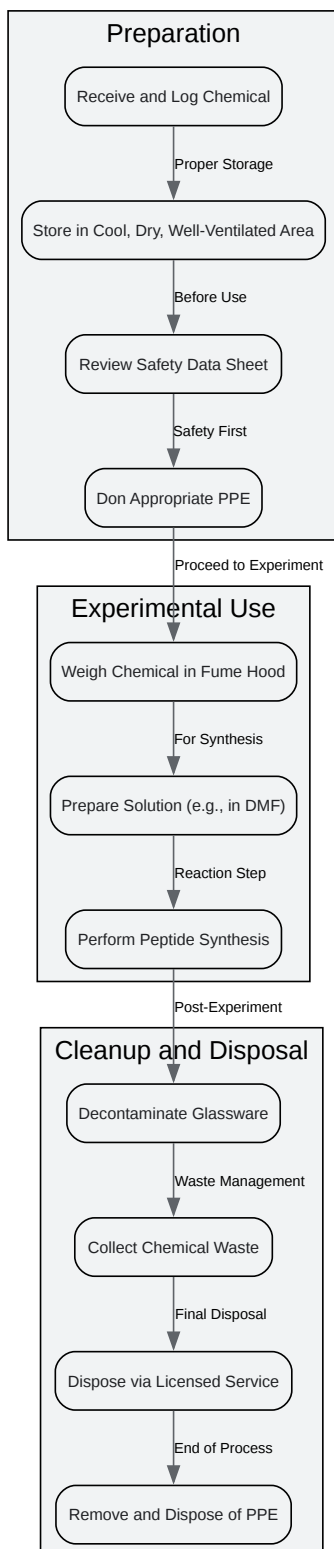 Preparation
Receive and Log Chemical
Proper Storage
Store in Cool, Dry, Well-Ventilated Area
Before Use
Review Safety Data Sheet
Safety First
Don Appropriate PPE
Proceed to Experiment
Experimental Use
Weigh Chemical in Fume Hood
For Synthesis
Prepare Solution (e.g., in DMF)
Reaction Step
Perform Peptide Synthesis
Post-Experiment
Cleanup and Disposal
Decontaminate Glassware
Waste Management
Collect Chemical Waste
Final Disposal
Dispose via Licensed Service
End of Process
Remove and Dispose of PPE